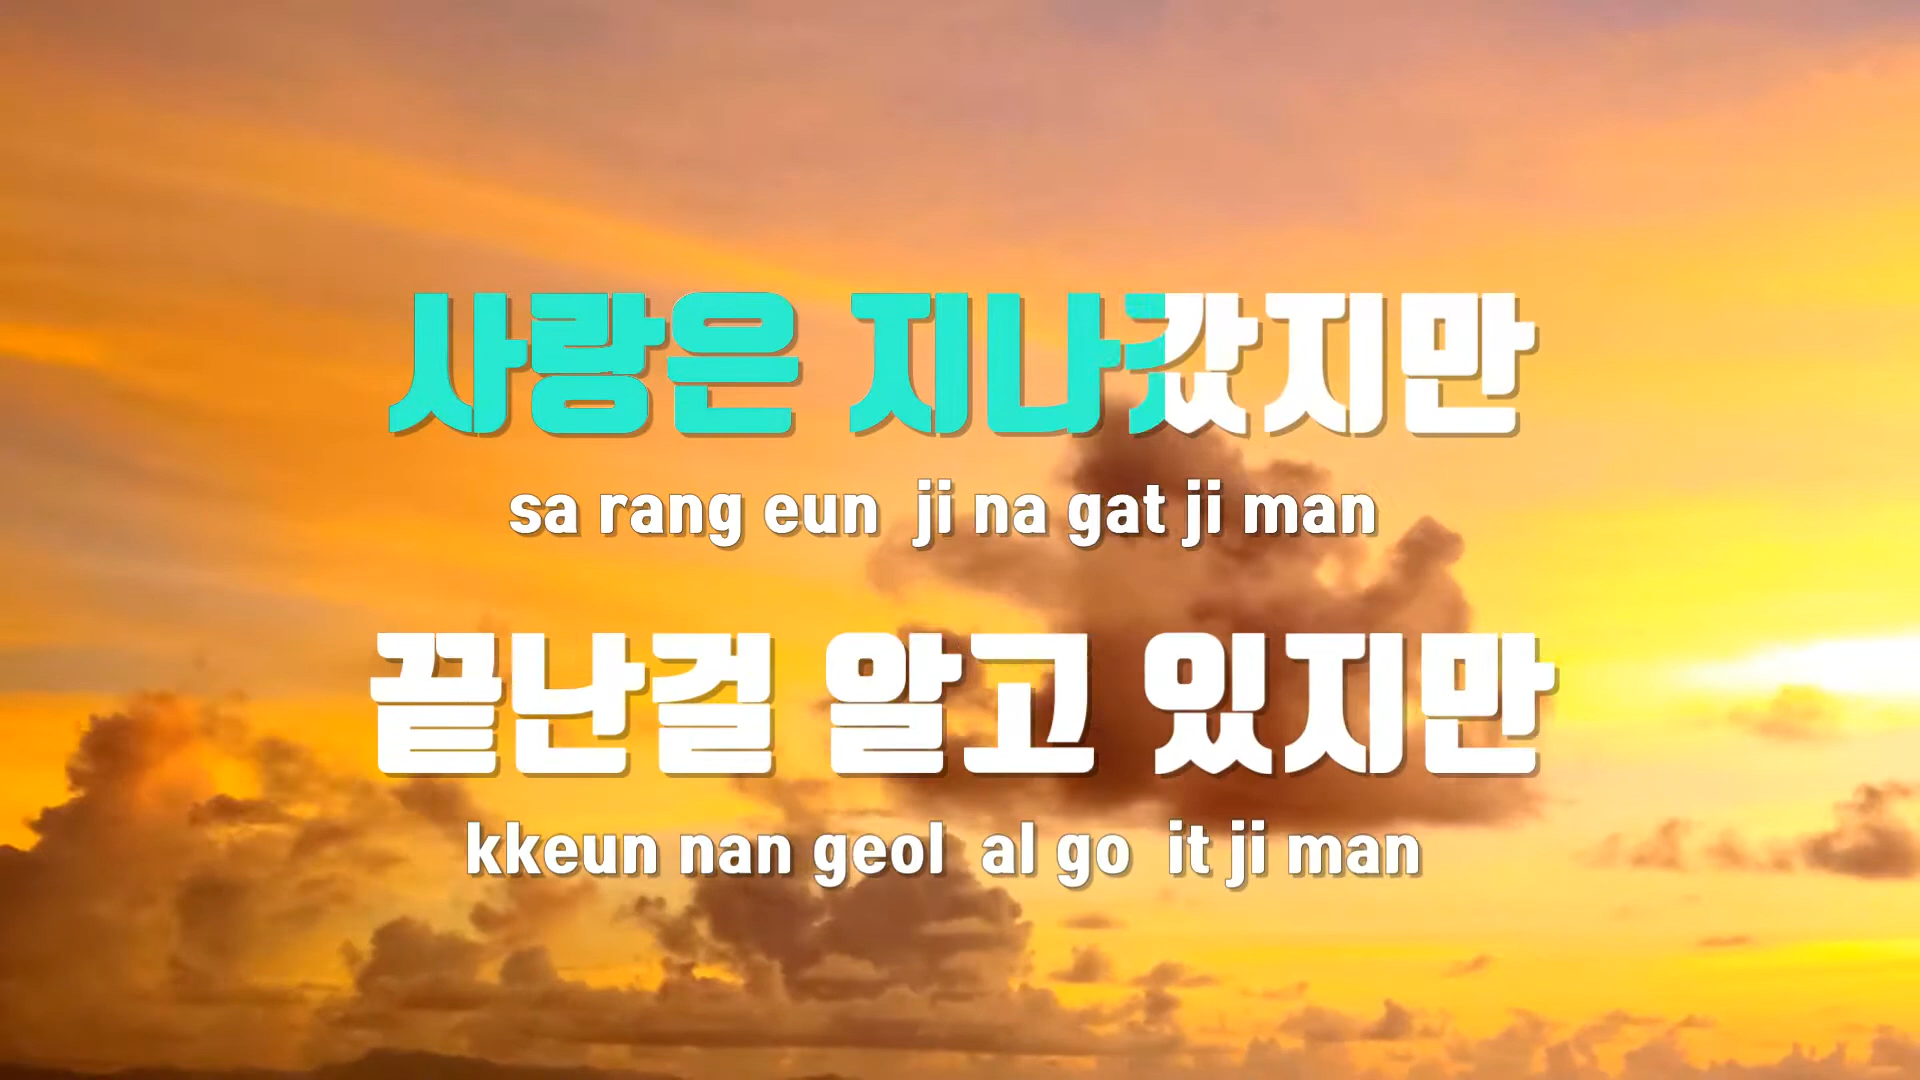 사랑은 지나갔지만
sa rang eun ji na gat ji man
끝난걸 알고 있지만
kkeun nan geol al go it ji man